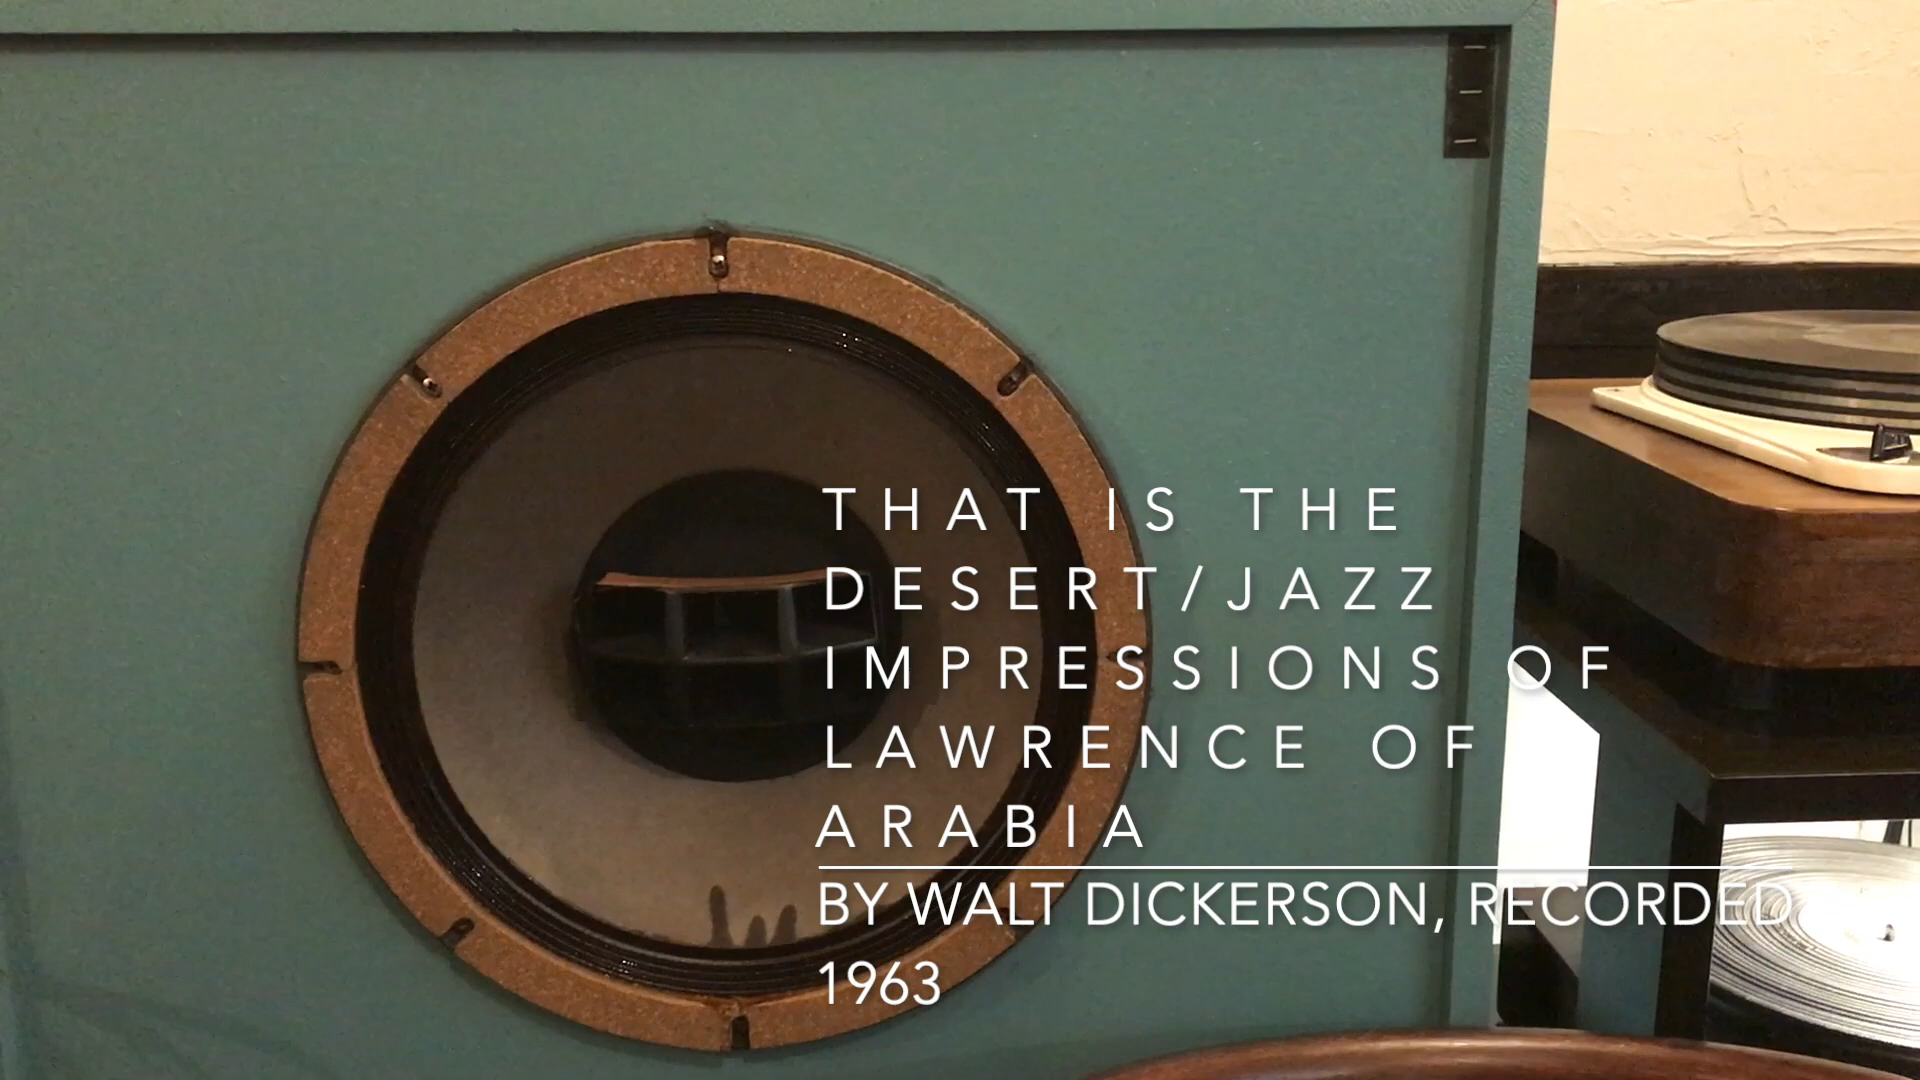 THAT IS THE
DESERT/JAZZ
IMPRESSIONS OF
LAWRENCE OF
ARABIA
BY WALT DICKERSON, RECORDED
1963